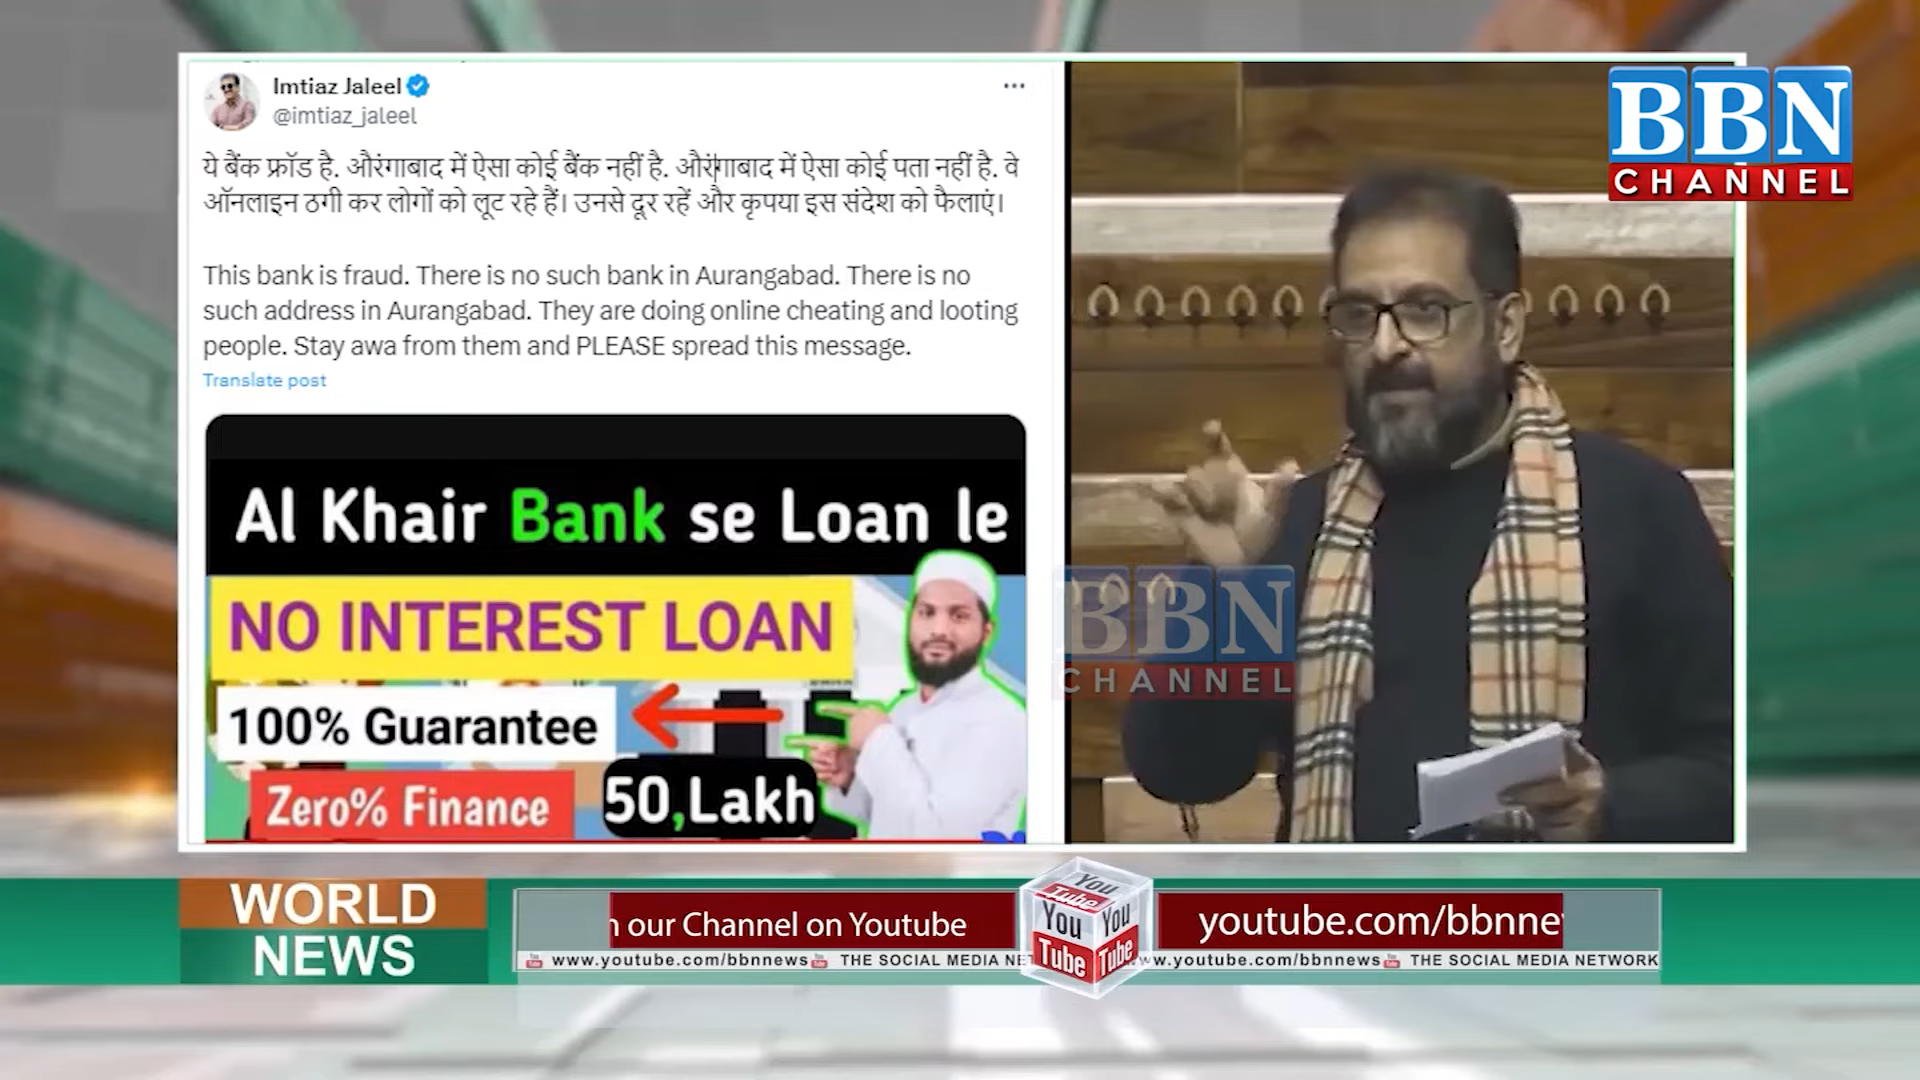 Imtiaz Jaleel
@imtiaz_jaleel
ये बैंक फ्रॉड है. औरंगाबाद में ऐसा कोई बैंक नहीं है. औरंगाबाद में ऐसा कोई पता नहीं है. वे
ऑनलाइन ठगी कर लोगों को लूट रहे हैं। उनसे दूर रहें और कृपया इस संदेश को फैलाएं।
This bank is fraud. There is no such bank in Aurangabad. There is no
such address in Aurangabad. They are doing online cheating and looting
people. Stay awa from them and PLEASE spread this message.
Translate post
Al Khair Bank se Loan le
NO INTEREST LOAN
100% Guarantee
Zero% Finance
50,Lakh
BBN
CHANNEL
BBN
CHANNEL
WORLD
NEWS
our Channel on Youtube
You
Tube
You
Tube
You
Tube
youtube.com/bbnne
www.youtube.com/bbnnews THE SOCIAL MEDIA
www.youtube.com/bbnnews THE SOCIAL MEDIA NETWORK